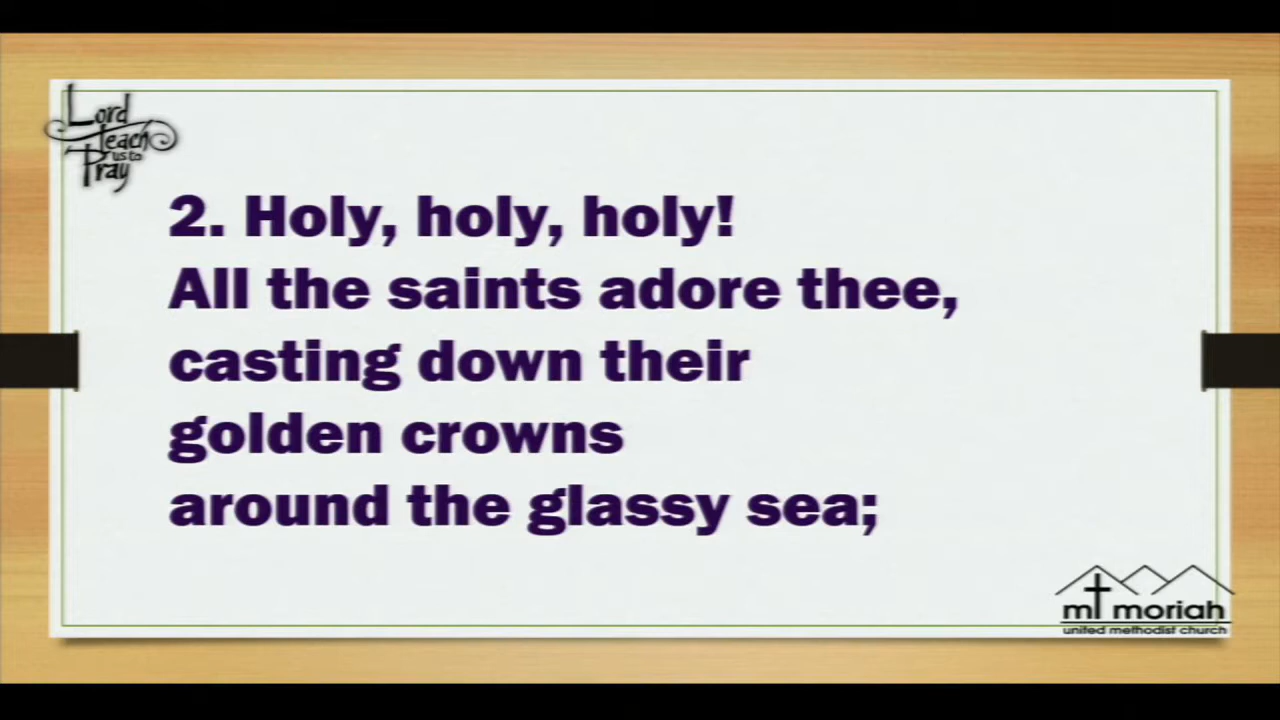 Lord
teach
us to
Pray
2. Holy, holy, holy!
All the saints adore thee,
casting down their
golden crowns
around the glassy sea;
mt moriah
united methodist church